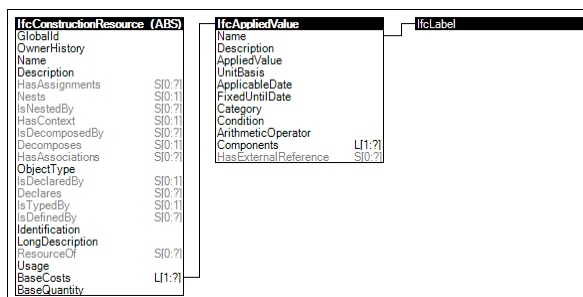 IfcConstructionResource (ABS)
GlobalId
OwnerHistory
Name
Description
HasAssignments S[0:?]
Nests S[0:1]
IsNestedBy S[0:?]
HasContext S[0:1]
IsDecomposedBy S[0:?]
Decomposes S[0:1]
HasAssociations S[0:?]
ObjectType
IsDeclaredBy S[0:1]
Declares S[0:?]
IsTypedBy S[0:1]
IsDefinedBy S[0:?]
Identification
LongDescription
ResourceOf S[0:?]
Usage
BaseCosts L[1:?]
BaseQuantity
IfcAppliedValue
Name
Description
AppliedValue
UnitBasis
ApplicableDate
FixedUntilDate
Category
Condition
ArithmeticOperator
Components L[1:?]
HasExternalReference S[0:?]
IfcLabel